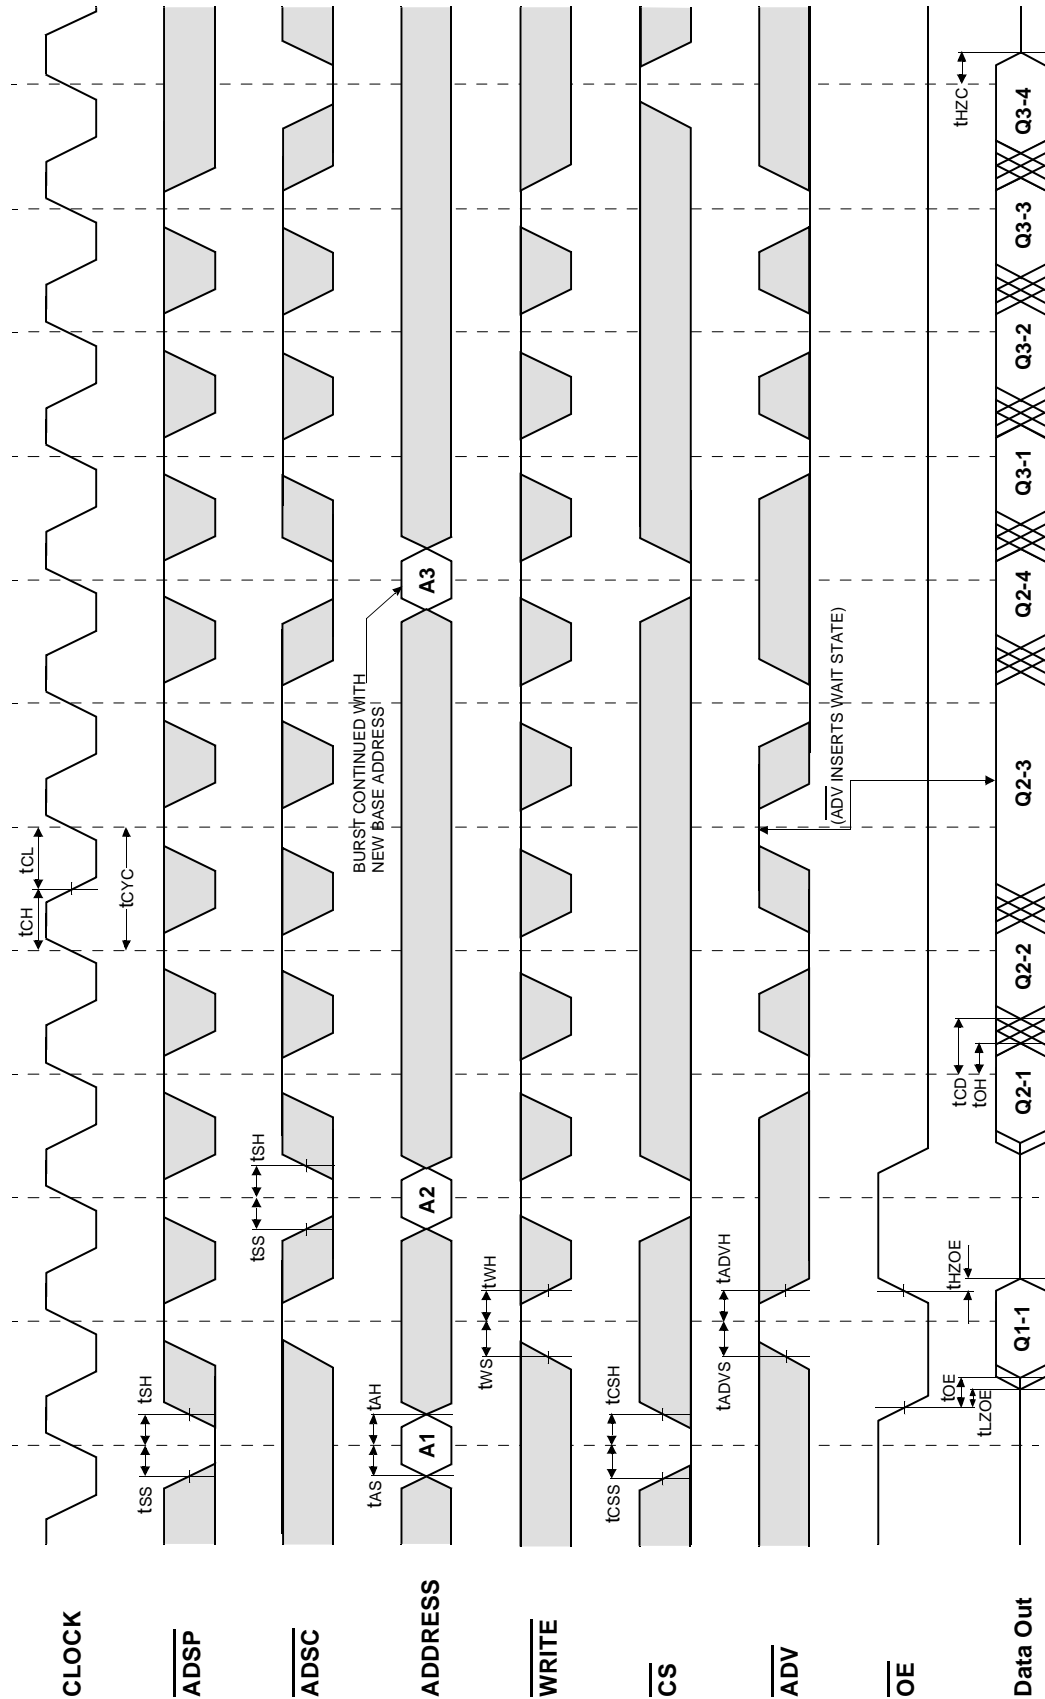 CLOCK
tCH
tCL
tCYC
ADSP
tSS
tSH
ADSC
tSS
tSH
BURST CONTINUED WITH
NEW BASE ADDRESS
ADDRESS
tAS
tAH
A1
A2
A3
WRITE
tWS
tWH
CS
tCSS
tCSH
ADV
tADVS
tADVH
(ADV INSERTS WAIT STATE)
OE
tOE
tLZOE
tHZOE
tCD
tOH
tHZC
Data Out
Q1-1
Q2-1
Q2-2
Q2-3
Q2-4
Q3-1
Q3-2
Q3-3
Q3-4